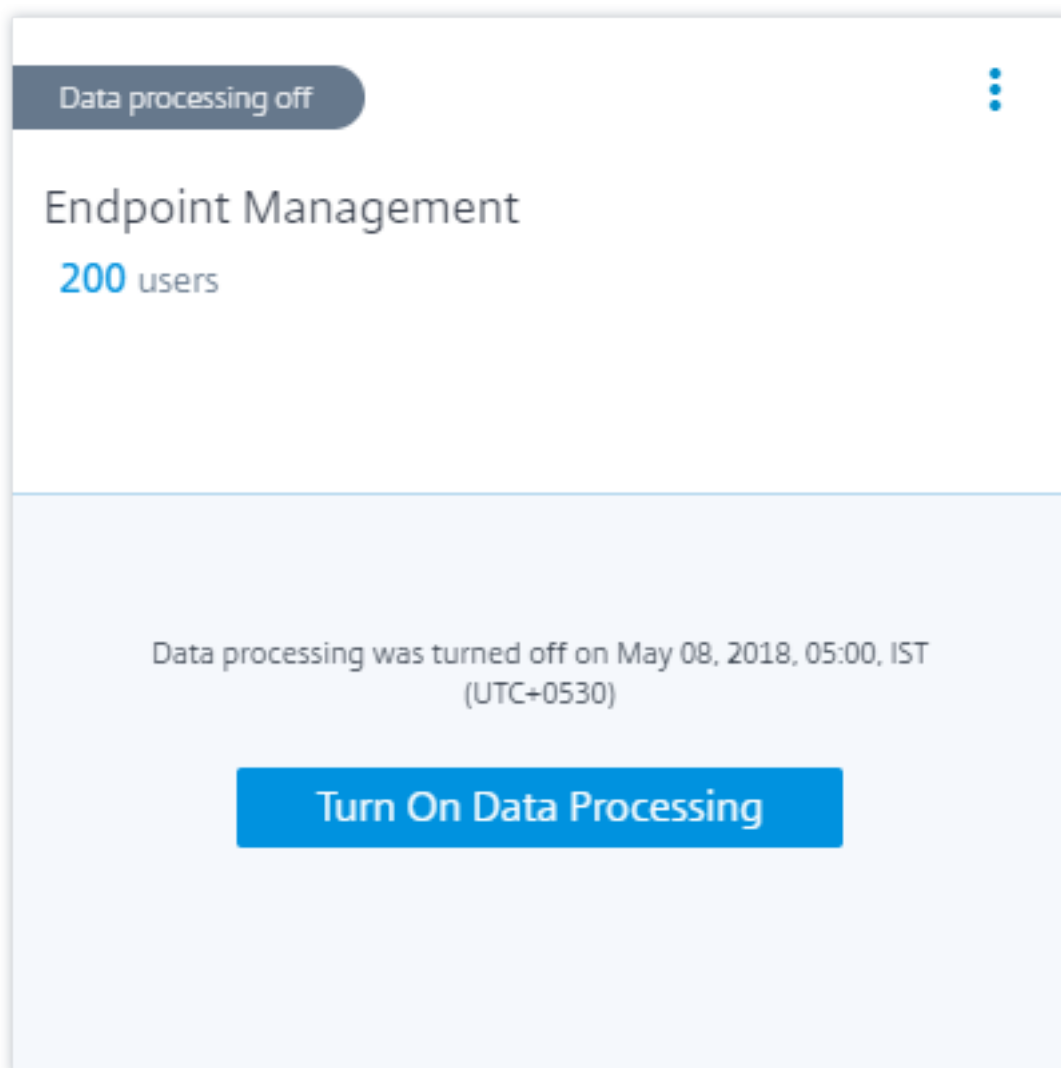 Data processing off
Endpoint Management
200 users
Data processing was turned off on May 08, 2018, 05:00, IST
(UTC+0530)
Turn On Data Processing